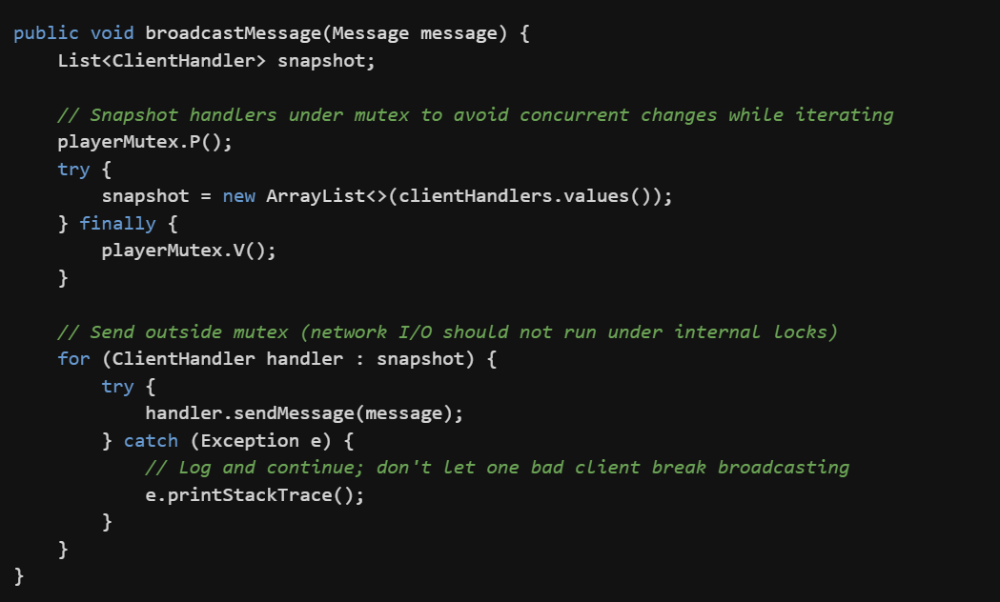 public void broadcastMessage(Message message) {
    List<ClientHandler> snapshot;

    // Snapshot handlers under mutex to avoid concurrent changes while iterating
    playerMutex.P();
    try {
        snapshot = new ArrayList<>(clientHandlers.values());
    } finally {
        playerMutex.V();
    }

    // Send outside mutex (network I/O should not run under internal locks)
    for (ClientHandler handler : snapshot) {
        try {
            handler.sendMessage(message);
        } catch (Exception e) {
            // Log and continue; don't let one bad client break broadcasting
            e.printStackTrace();
        }
    }
}